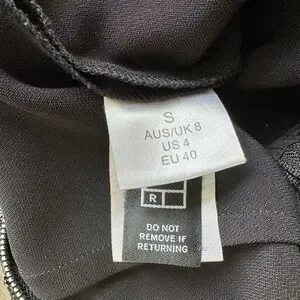 S
AUS/UK 8
US 4
EU 40
R
DO NOT
REMOVE IF
RETURNING